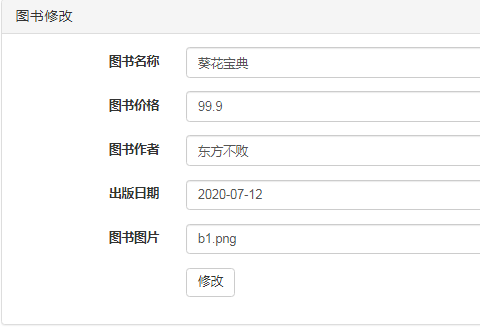 图书修改
图书名称 葵花宝典
图书价格 99.9
图书作者 东方不败
出版日期 2020-07-12
图书图片 b1.png
修改